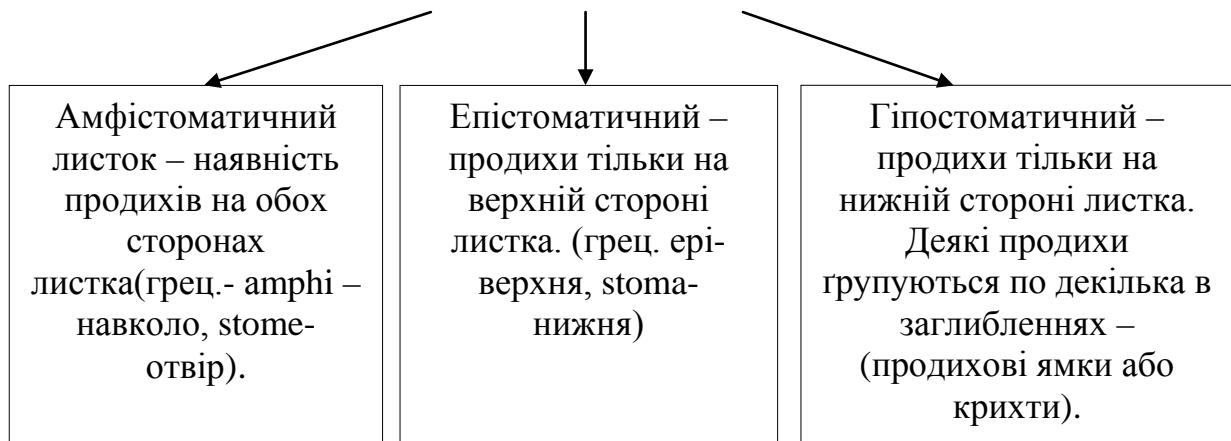 Амфістоматичний
листок – наявність
продихів на обох
сторонах
листка(грец.- amphi –
навколо, stome-
отвір).
Епістоматичний –
продихи тільки на
верхній стороні
листка. (грец. epi-
верхня, stoma-
нижня)
Гіпостоматичний –
продихи тільки на
нижній стороні листка.
Деякі продихи
ґрупуються по декілька в
заглибленнях –
(продихові ямки або
крихти).